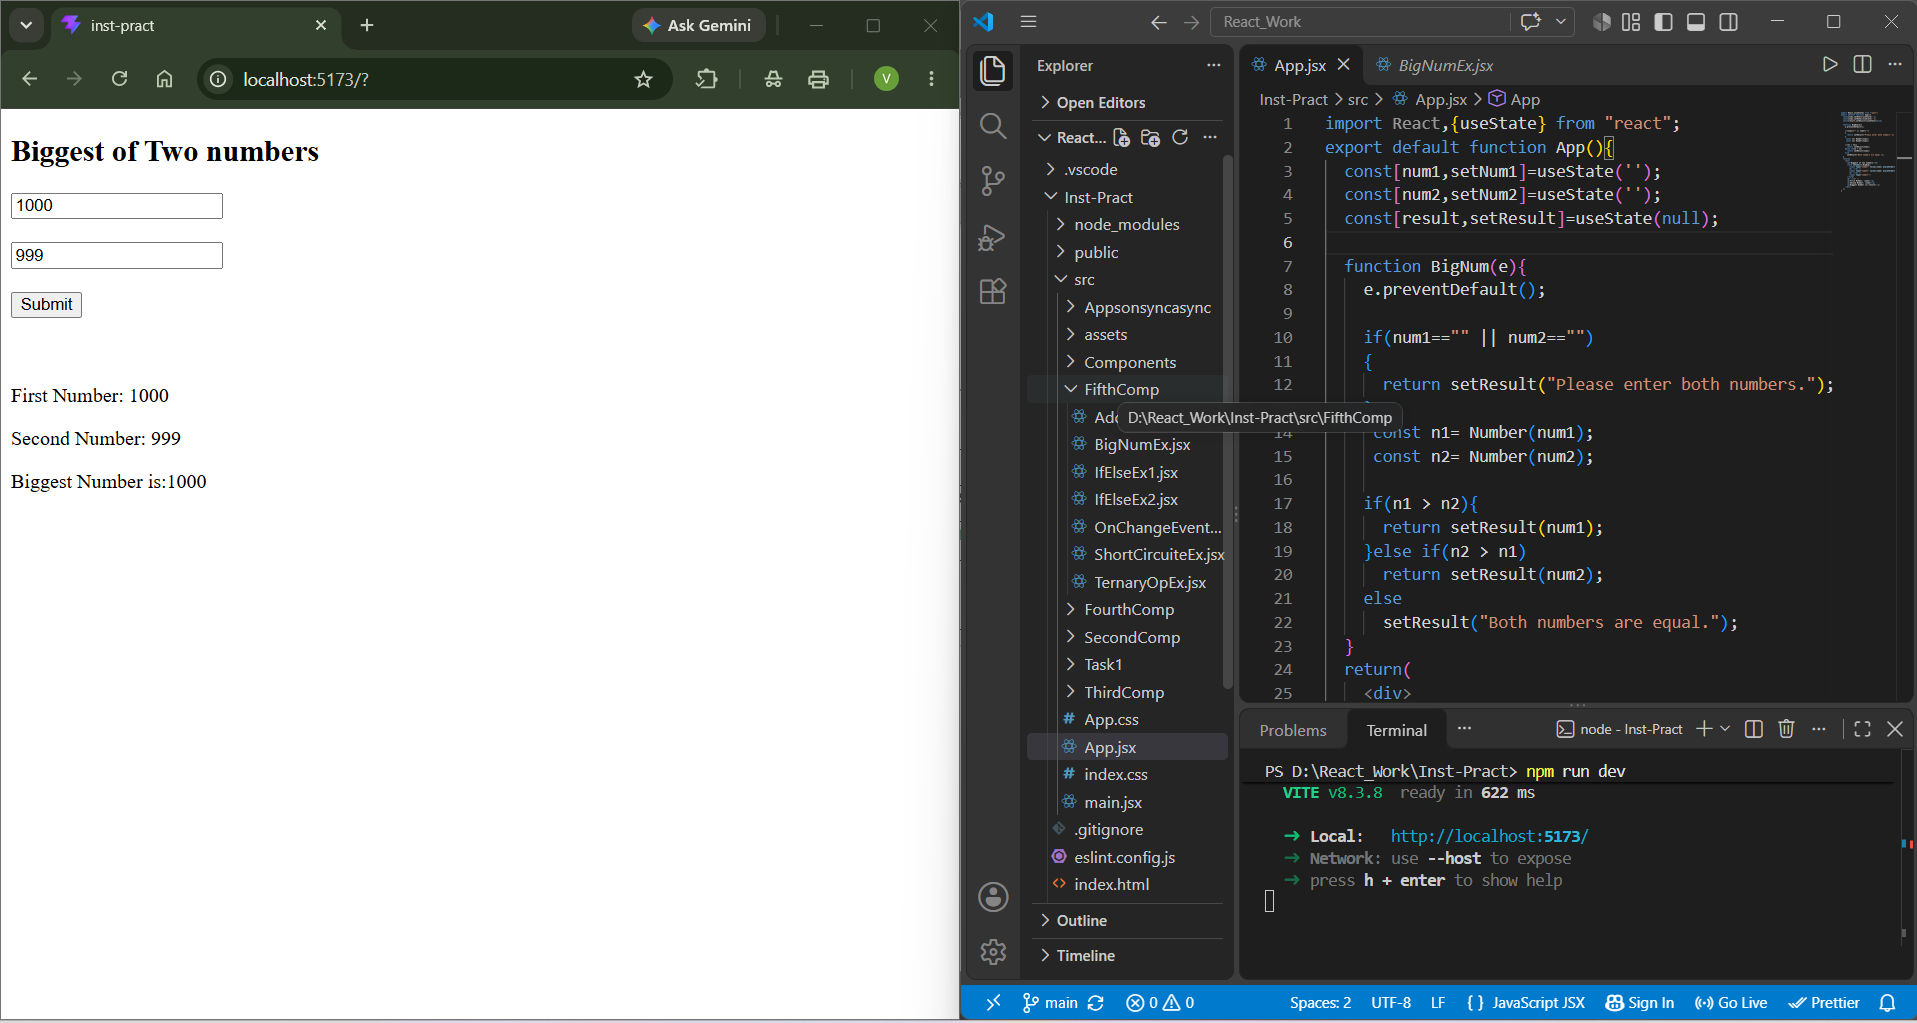 inst-pract
Ask Gemini
localhost:5173/?
V
Biggest of Two numbers
1000
999
Submit
First Number: 1000
Second Number: 999
Biggest Number is:1000
React_Work
Explorer
Open Editors
React...
.vscode
Inst-Pract
node_modules
public
src
Appsonsyncasync
assets
Components
FifthComp
D:\React_Work\Inst-Pract\src\FifthComp
BigNumEx.jsx
IfElseEx1.jsx
IfElseEx2.jsx
OnChangeEvent...
ShortCircuiteEx.jsx
TernaryOpEx.jsx
FourthComp
SecondComp
Task1
ThirdComp
App.css
App.jsx
index.css
main.jsx
.gitignore
eslint.config.js
index.html
Outline
Timeline
App.jsx
BigNumEx.jsx
Inst-Pract > src > App.jsx > App
1 import React,{useState} from "react";
2 export default function App(){
3 const[num1,setNum1]=useState('');
4 const[num2,setNum2]=useState('');
5 const[result,setResult]=useState(null);
6
7 function BigNum(e){
8 e.preventDefault();
9
10 if(num1=="" || num2=="")
11 {
12 return setResult("Please enter both numbers.");
14 const n1= Number(num1);
15 const n2= Number(num2);
16
17 if(n1 > n2){
18 return setResult(num1);
19 }else if(n2 > n1)
20 return setResult(num2);
21 else
22 setResult("Both numbers are equal.");
23 }
24 return(
25 <div>
Problems
Terminal
node - Inst-Pract
PS D:\React_Work\Inst-Pract> npm run dev
VITE v8.3.8 ready in 622 ms
➜ Local: http://localhost:5173/
➜ Network: use --host to expose
➜ press h + enter to show help
main
0
0
Spaces: 2
UTF-8
LF
{ } JavaScript JSX
Sign In
Go Live
Prettier